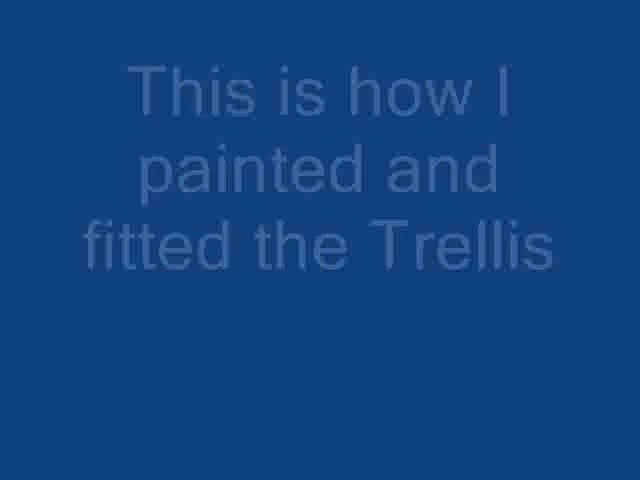 This is how I
painted and
fitted the Trellis